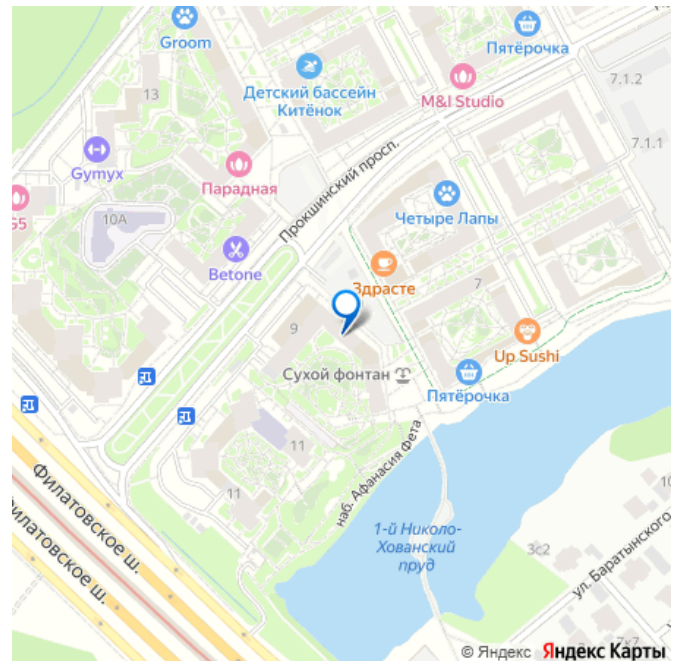 Groom
Пятёрочка
Детский бассейн
Китёнок
7.1.2
M&I Studio
13
7.1.1
Gymyx
Прокшинский просп.
Парадная
G5
10А
Четыре Лапы
Betone
Здрасте
7
9
Up Sushi
Сухой фонтан
Пятёрочка
11
11
наб. Афанасия Фета
Филатовское ш.
Филатовское ш.
1-й Николо-
Хованский
пруд
3с2
ул. Баратынского
7к7
© Яндекс Яндекс Карты